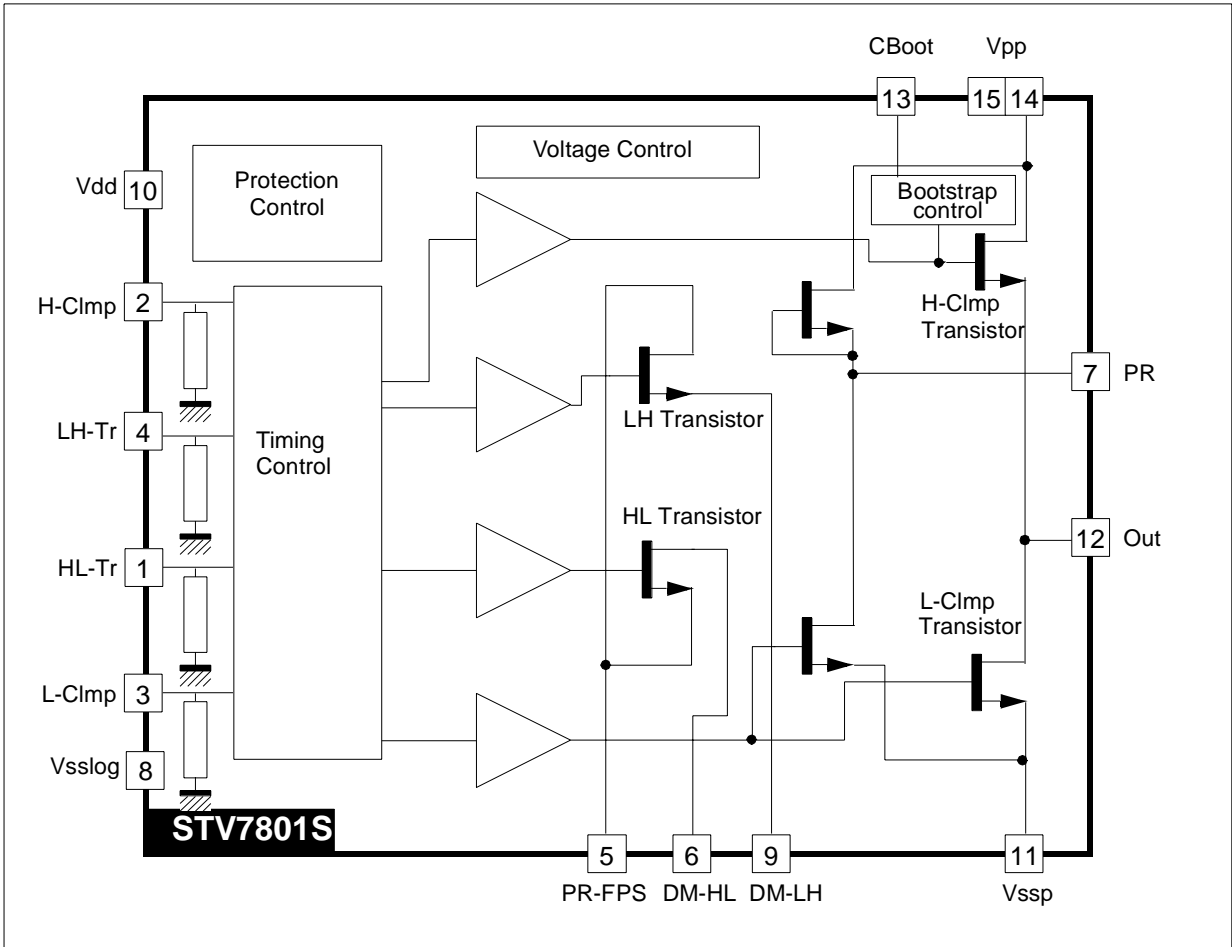 CBoot
Vpp
13
15
14
Voltage Control
Protection
Control
Vdd
10
Bootstrap
control
H-Clmp
2
H-Clmp
Transistor
7
PR
LH-Tr
4
LH Transistor
Timing
Control
HL Transistor
12
Out
HL-Tr
1
L-Clmp
Transistor
L-Clmp
3
Vsslog
8
STV7801S
5
6
9
11
PR-FPS
DM-HL
DM-LH
Vssp